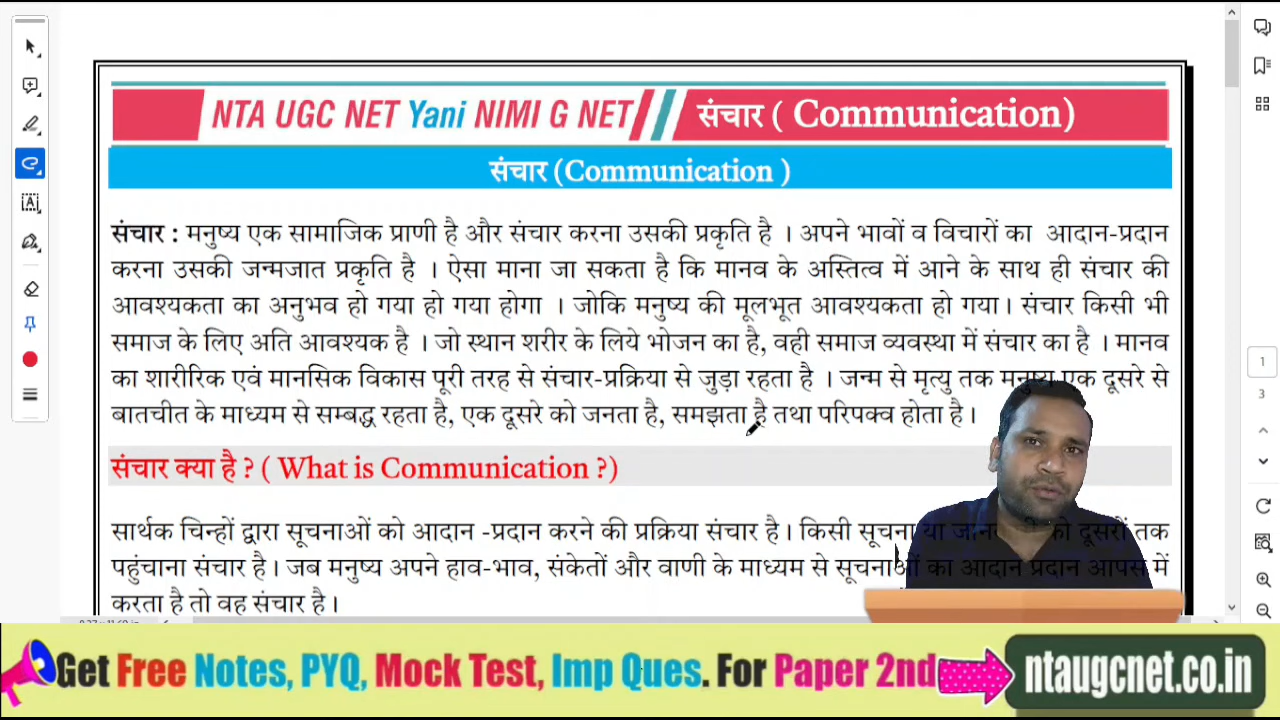 NTA UGC NET Yani NIMI G NET संचार ( Communication)
संचार (Communication )
संचार : मनुष्य एक सामाजिक प्राणी है और संचार करना उसकी प्रकृति है । अपने भावों व विचारों का आदान-प्रदान
करना उसकी जन्मजात प्रकृति है । ऐसा माना जा सकता है कि मानव के अस्तित्व में आने के साथ ही संचार की
आवश्यकता का अनुभव हो गया हो गया होगा । जोकि मनुष्य की मूलभूत आवश्यकता हो गया। संचार किसी भी
समाज के लिए अति आवश्यक है । जो स्थान शरीर के लिये भोजन का है, वही समाज व्यवस्था में संचार का है । मानव
का शारीरिक एवं मानसिक विकास पूरी तरह से संचार-प्रक्रिया से जुड़ा रहता है । जन्म से मृत्यु तक मनुष्य एक दूसरे से
बातचीत के माध्यम से सम्बद्ध रहता है, एक दूसरे को जनता है, समझता है तथा परिपक्व होता है।
संचार क्या है ? ( What is Communication ?)
सार्थक चिन्हों द्वारा सूचनाओं को आदान -प्रदान करने की प्रक्रिया संचार है। किसी सूचना या को दूसरों तक
पहुंचाना संचार है। जब मनुष्य अपने हाव-भाव, संकेतों और वाणी के माध्यम से सूचनाओं का आदान प्रदान आपस में
करता है तो वह संचार है।
1
3
Get Free Notes, PYQ, Mock Test, Imp Ques. For Paper 2nd ntaugcnet.co.in